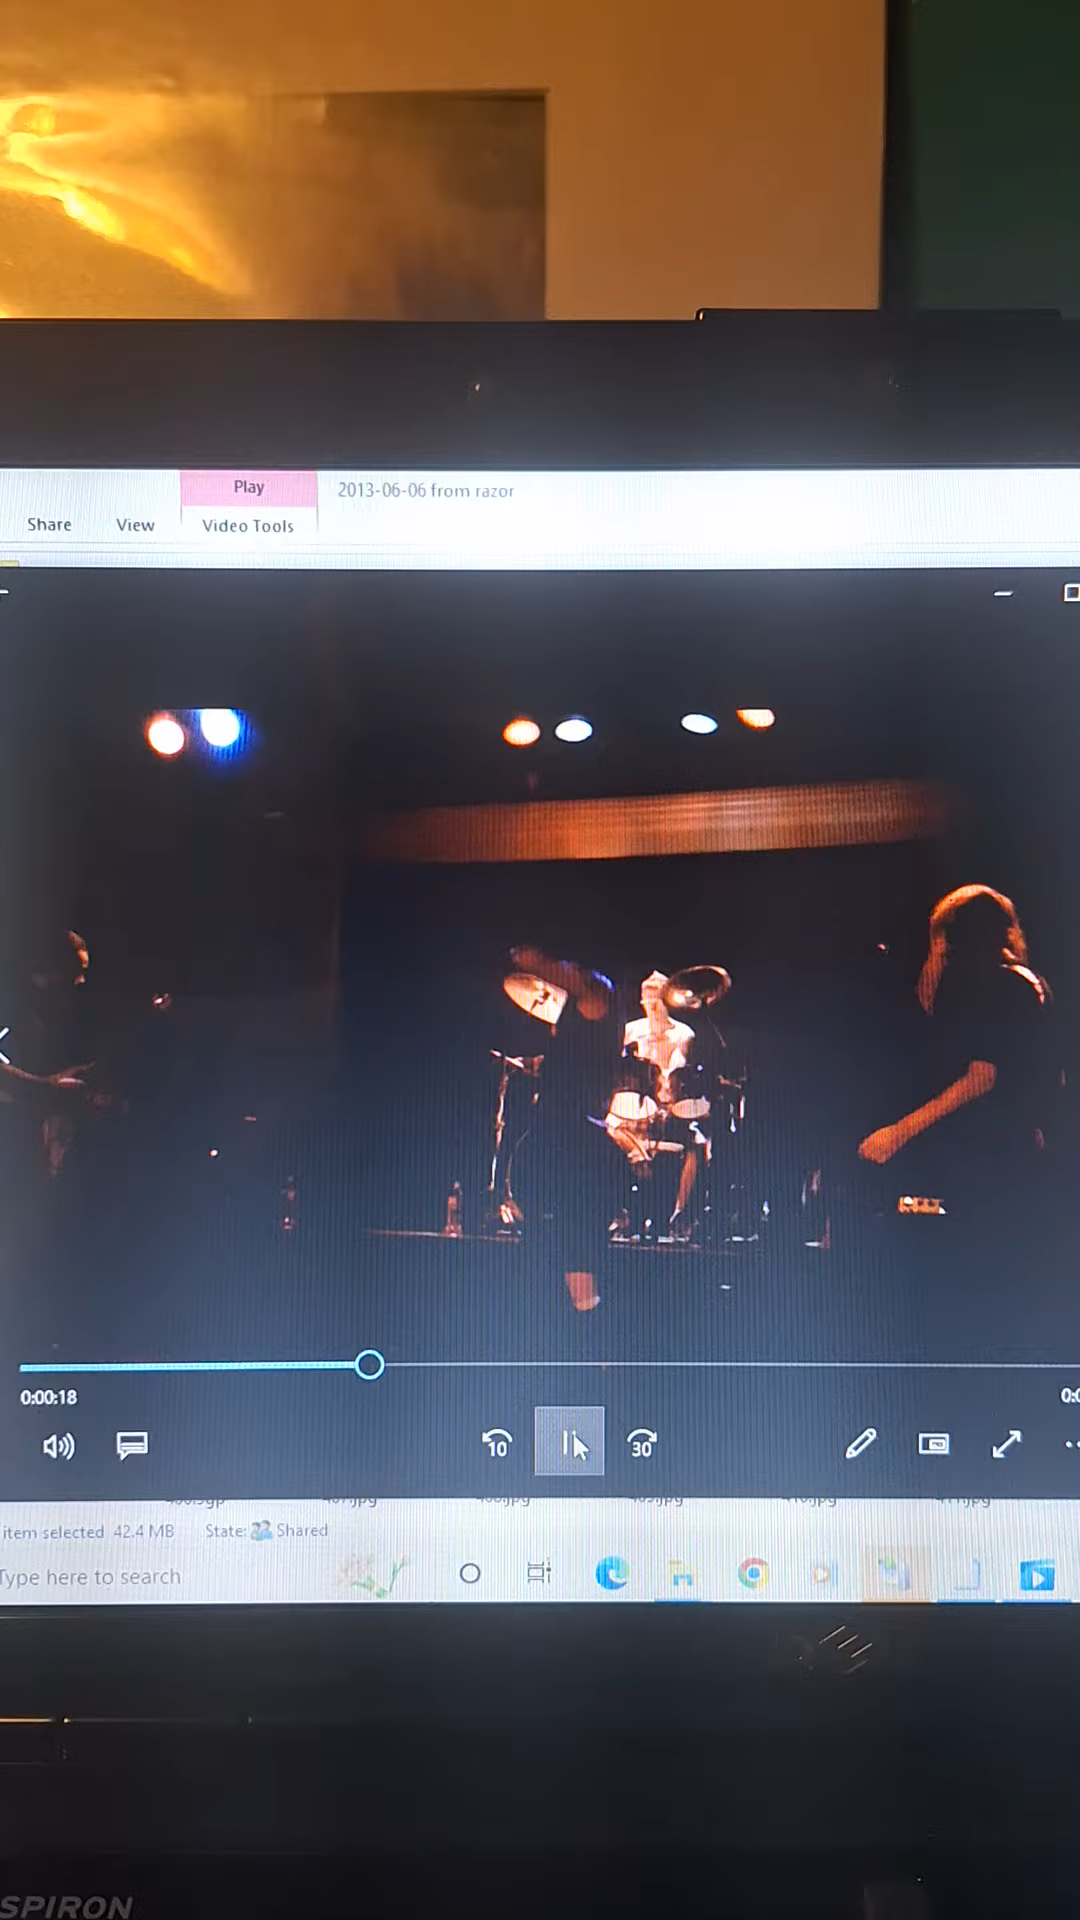 Play
2013-06-06 from razor
Share
View
Video Tools
0:00:18
10
30
item selected 42.4 MB
State:
Shared
Type here to search
SPIRON